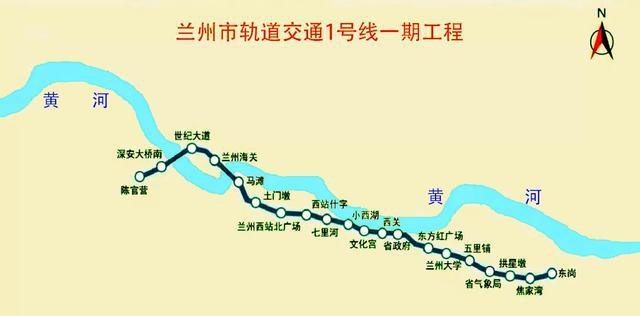 兰州市轨道交通1号线一期工程
N
黄河
世纪大道
深安大桥南
兰州海关
陈官营
马滩
黄河
土门墩
西站什字
小西湖
兰州西站北广场
西关
七里河
东方红广场
文化宫
省政府
五里铺
兰州大学
拱星墩
东岗
省气象局
焦家湾